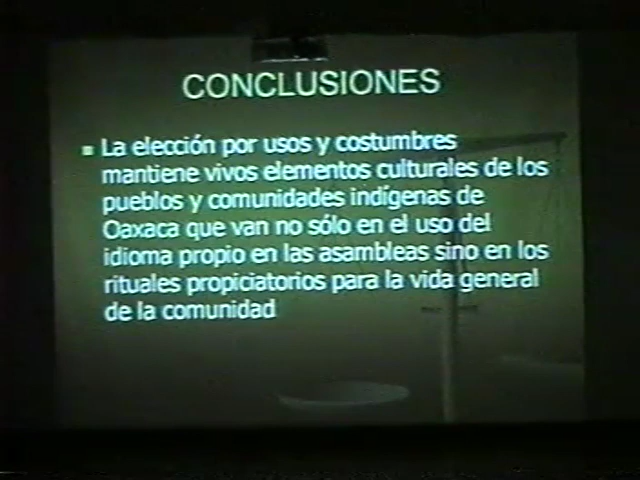 CONCLUSIONES
La elección por usos y costumbres
mantiene vivos elementos culturales de los
pueblos y comunidades indígenas de
Oaxaca que van no sólo en el uso del
idioma propio en las asambleas sino en los
rituales propiciatorios para la vida general
de la comunidad